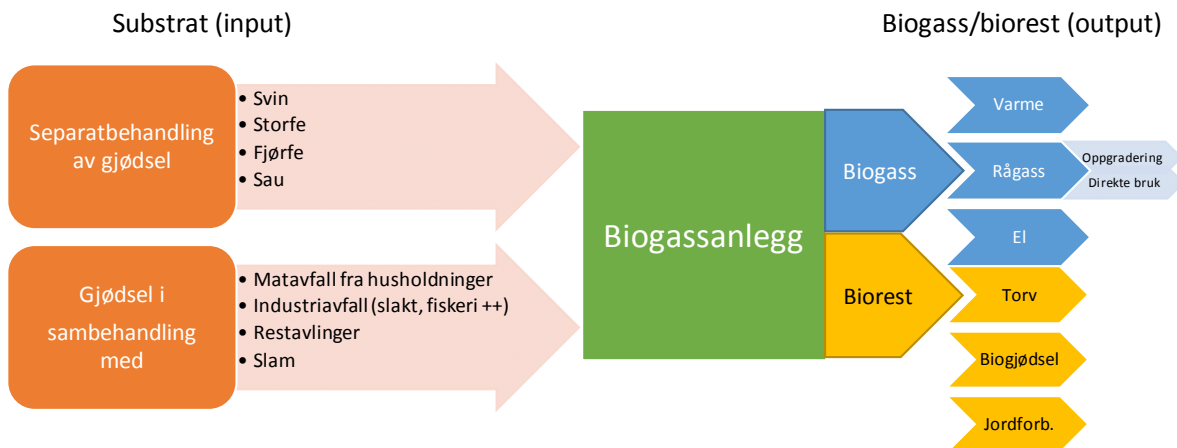 Substrat (input)
Biogass/biorest (output)
Separatbehandling
av gjødsel
• Svin
• Storfe
• Fjørfe
• Sau
Gjødsel i
sambehandling
med
• Matavfall fra husholdninger
• Industriavfall (slakt, fiskeri ++)
• Restavlinger
• Slam
Biogassanlegg
Biogass
Biorest
Varme
Rågass
Oppgradering
Direkte bruk
El
Torv
Biogjødsel
Jordforb.